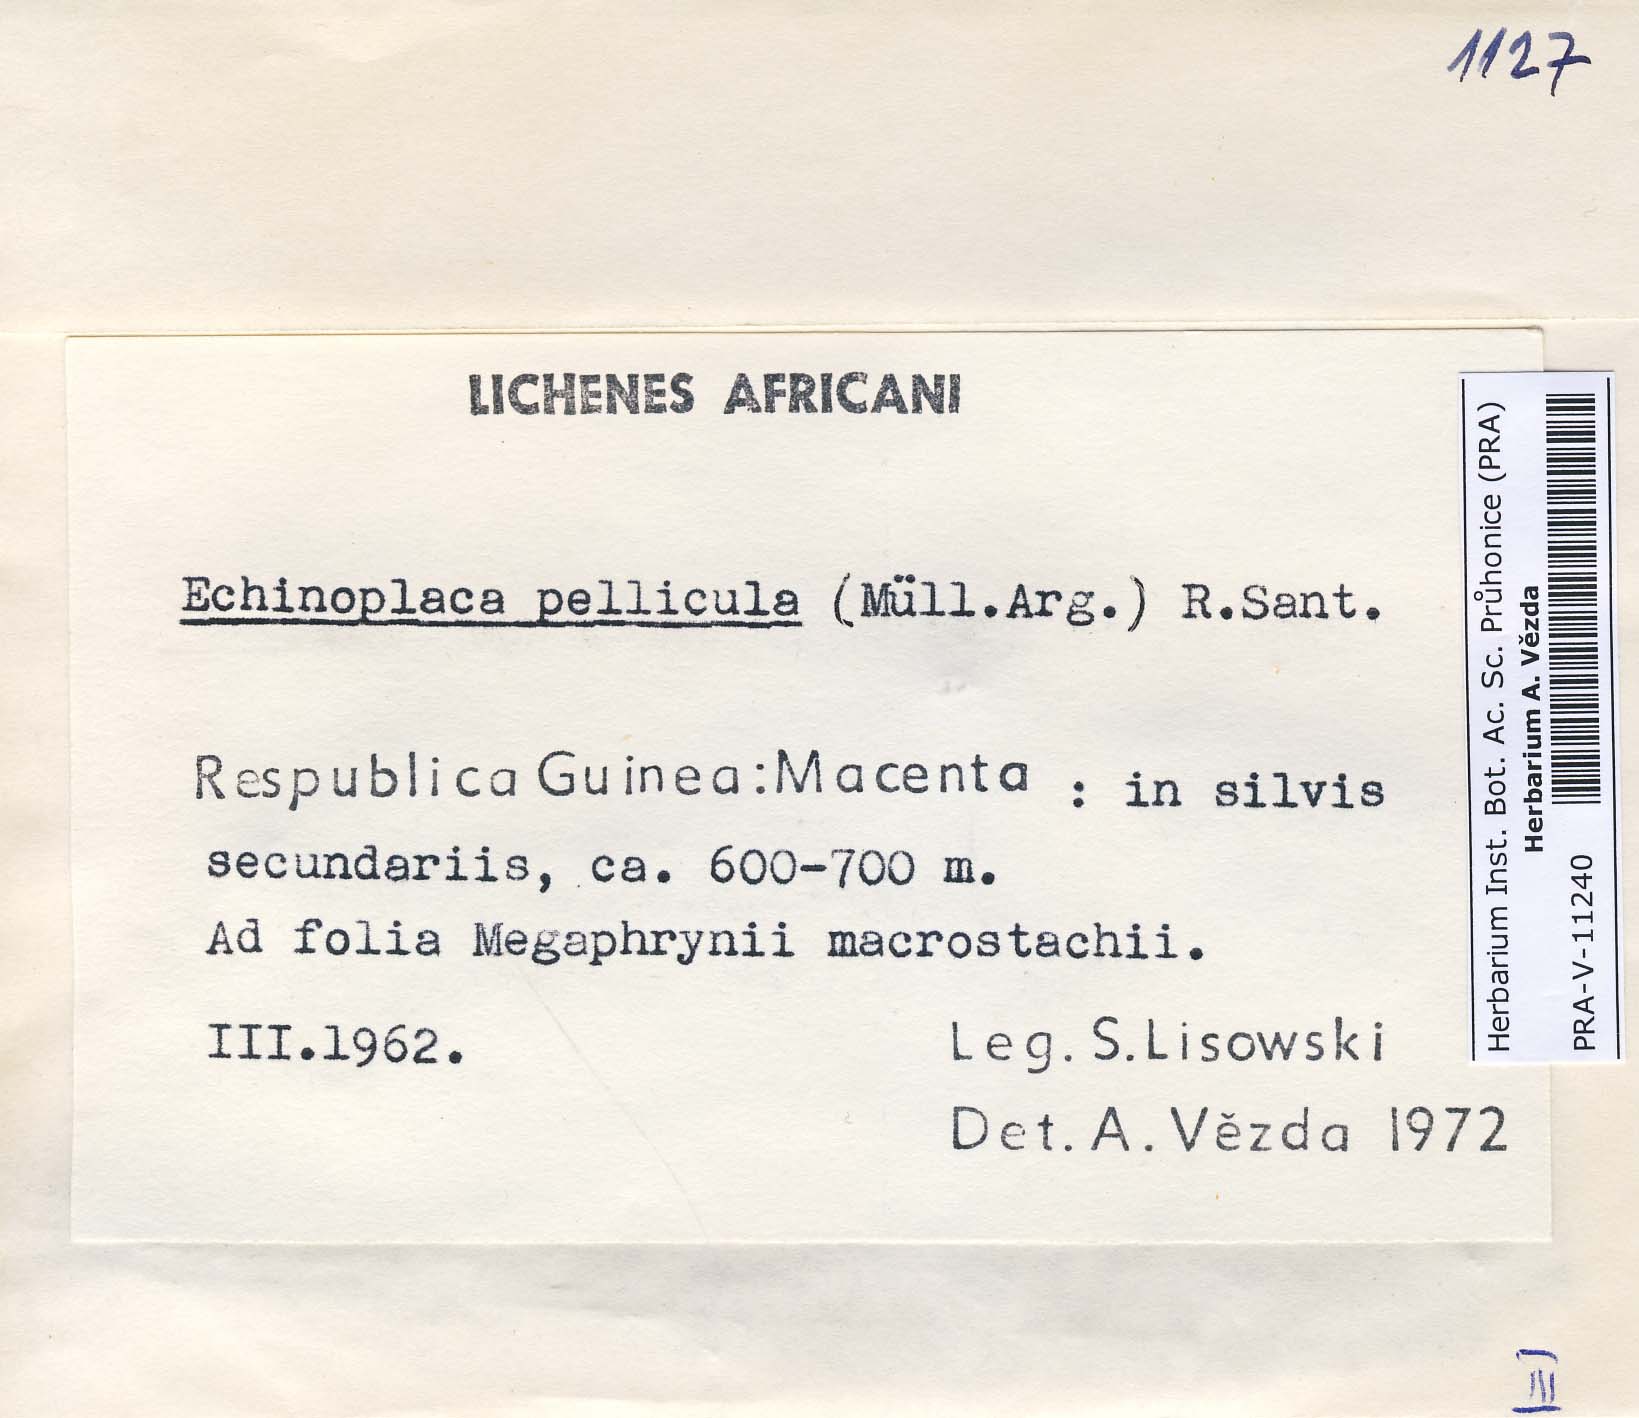 1127
LICHENES AFRICANI
Echinoplaca pellicula (Müll.Arg.) R.Sant.
Respublica Guinea:Macenta : in silvis
secundariis, ca. 600-700 m.
Ad folia Megaphrynii macrostachii.
III.1962.
Leg. S.Lisowski
Det. A. Vězda 1972
Herbarium Inst. Bot. Ac. Sc. Průhonice (PRA)
Herbarium A. Vězda
PRA-V-11240